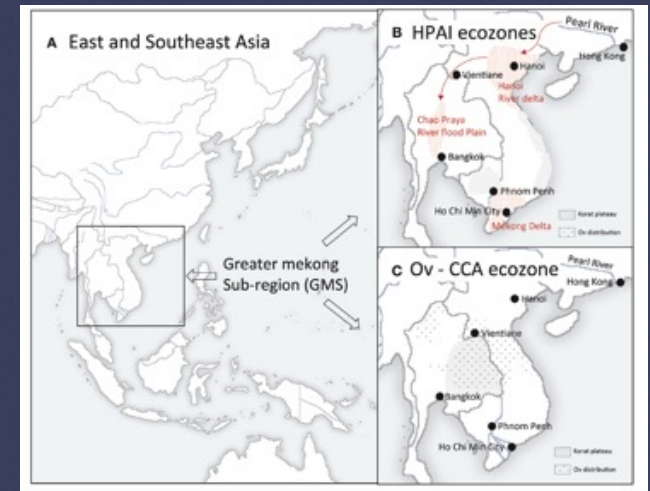 A East and Southeast Asia
Greater mekong
Sub-region (GMS)
B HPAI ecozones
Pearl River
Hong Kong
Hanoi
Vientiane
Hanoi
River delta
Chao Praya
River flood Plain
Bangkok
Phnom Penh
Ho Chi Min City
Mekong Delta
Korat plateau
Ov distribution
C Ov - CCA ecozone
Pearl River
Hong Kong
Hanoi
Vientiane
Bangkok
Phnom Penh
Ho Chi Min City
Korat plateau
Ov distribution